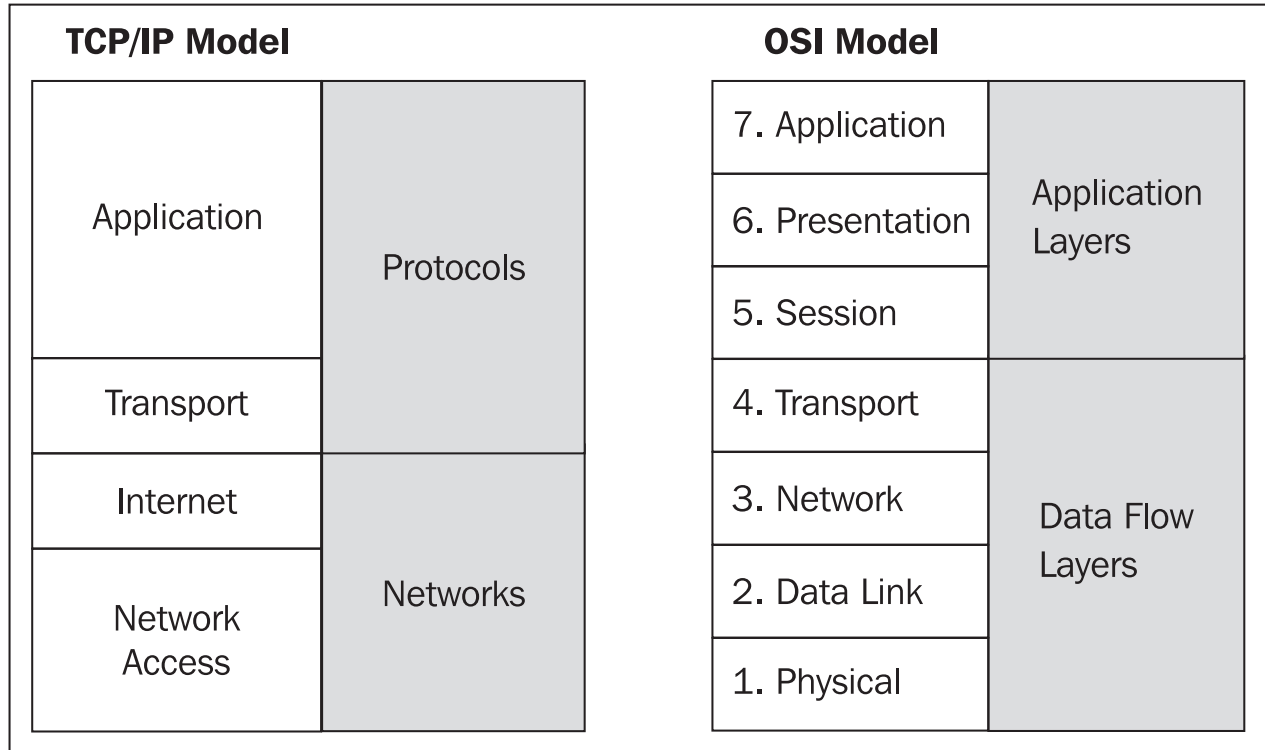 TCP/IP Model
Application
Transport
Internet
Network
Access
Protocols
Networks
OSI Model
7. Application
6. Presentation
5. Session
4. Transport
3. Network
2. Data Link
1. Physical
Application
Layers
Data Flow
Layers